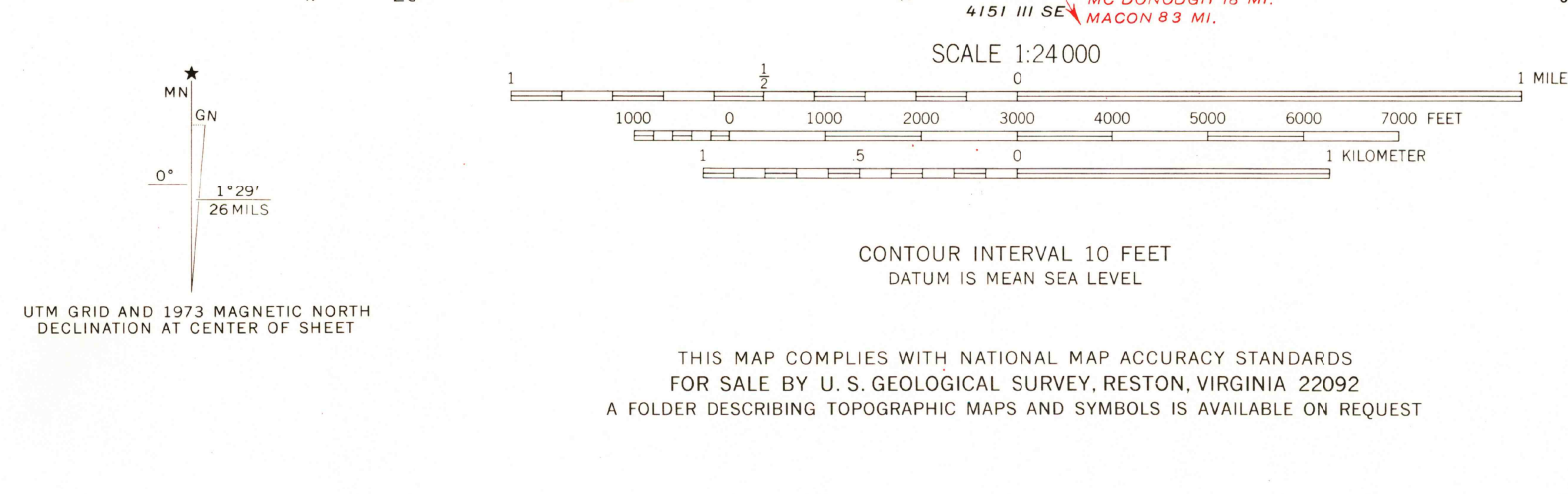 MC DONOUGH 18 MI.
4151 III SE MACON 83 MI.
SCALE 1:24 000
1 1/2 0 1 MILE
1000 0 1000 2000 3000 4000 5000 6000 7000 FEET
1 .5 0 1 KILOMETER
MN
GN
0°
1°29′
26 MILS
UTM GRID AND 1973 MAGNETIC NORTH
DECLINATION AT CENTER OF SHEET
CONTOUR INTERVAL 10 FEET
DATUM IS MEAN SEA LEVEL
THIS MAP COMPLIES WITH NATIONAL MAP ACCURACY STANDARDS
FOR SALE BY U. S. GEOLOGICAL SURVEY, RESTON, VIRGINIA 22092
A FOLDER DESCRIBING TOPOGRAPHIC MAPS AND SYMBOLS IS AVAILABLE ON REQUEST